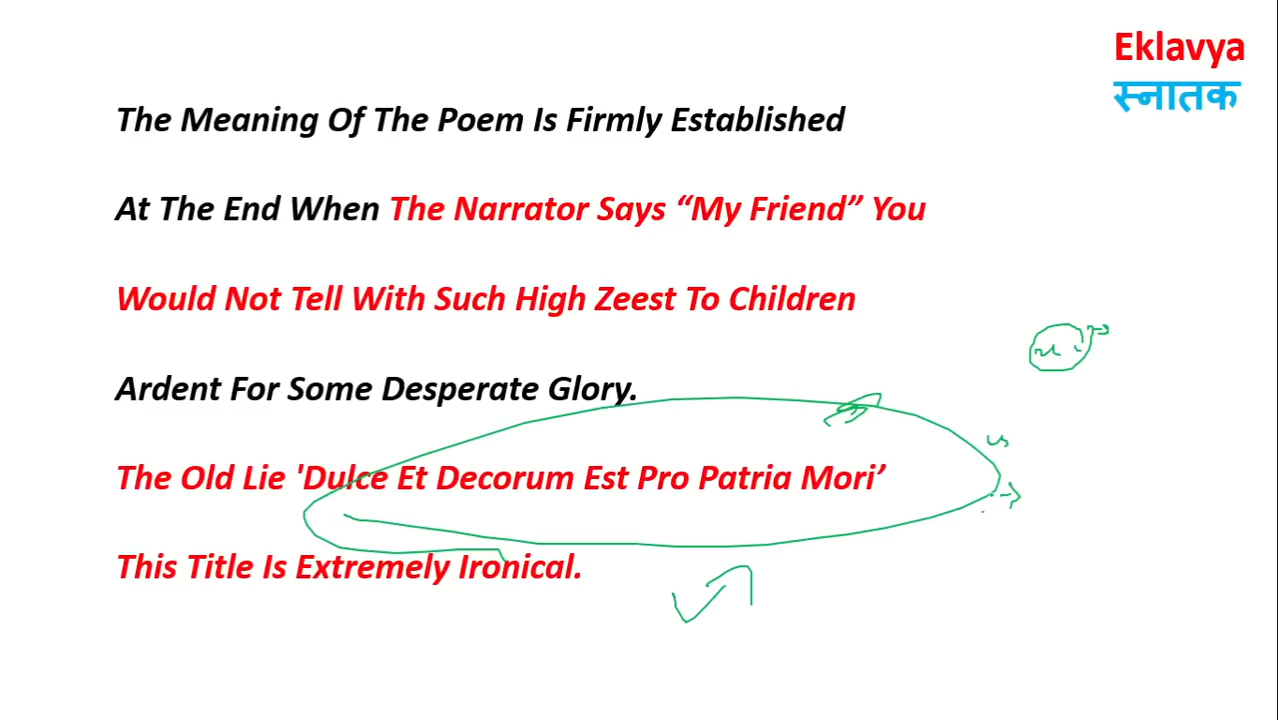 Eklavya
स्नातक
The Meaning Of The Poem Is Firmly Established
At The End When The Narrator Says “My Friend” You
Would Not Tell With Such High Zeest To Children
Ardent For Some Desperate Glory.
The Old Lie 'Dulce Et Decorum Est Pro Patria Mori’
This Title Is Extremely Ironical.